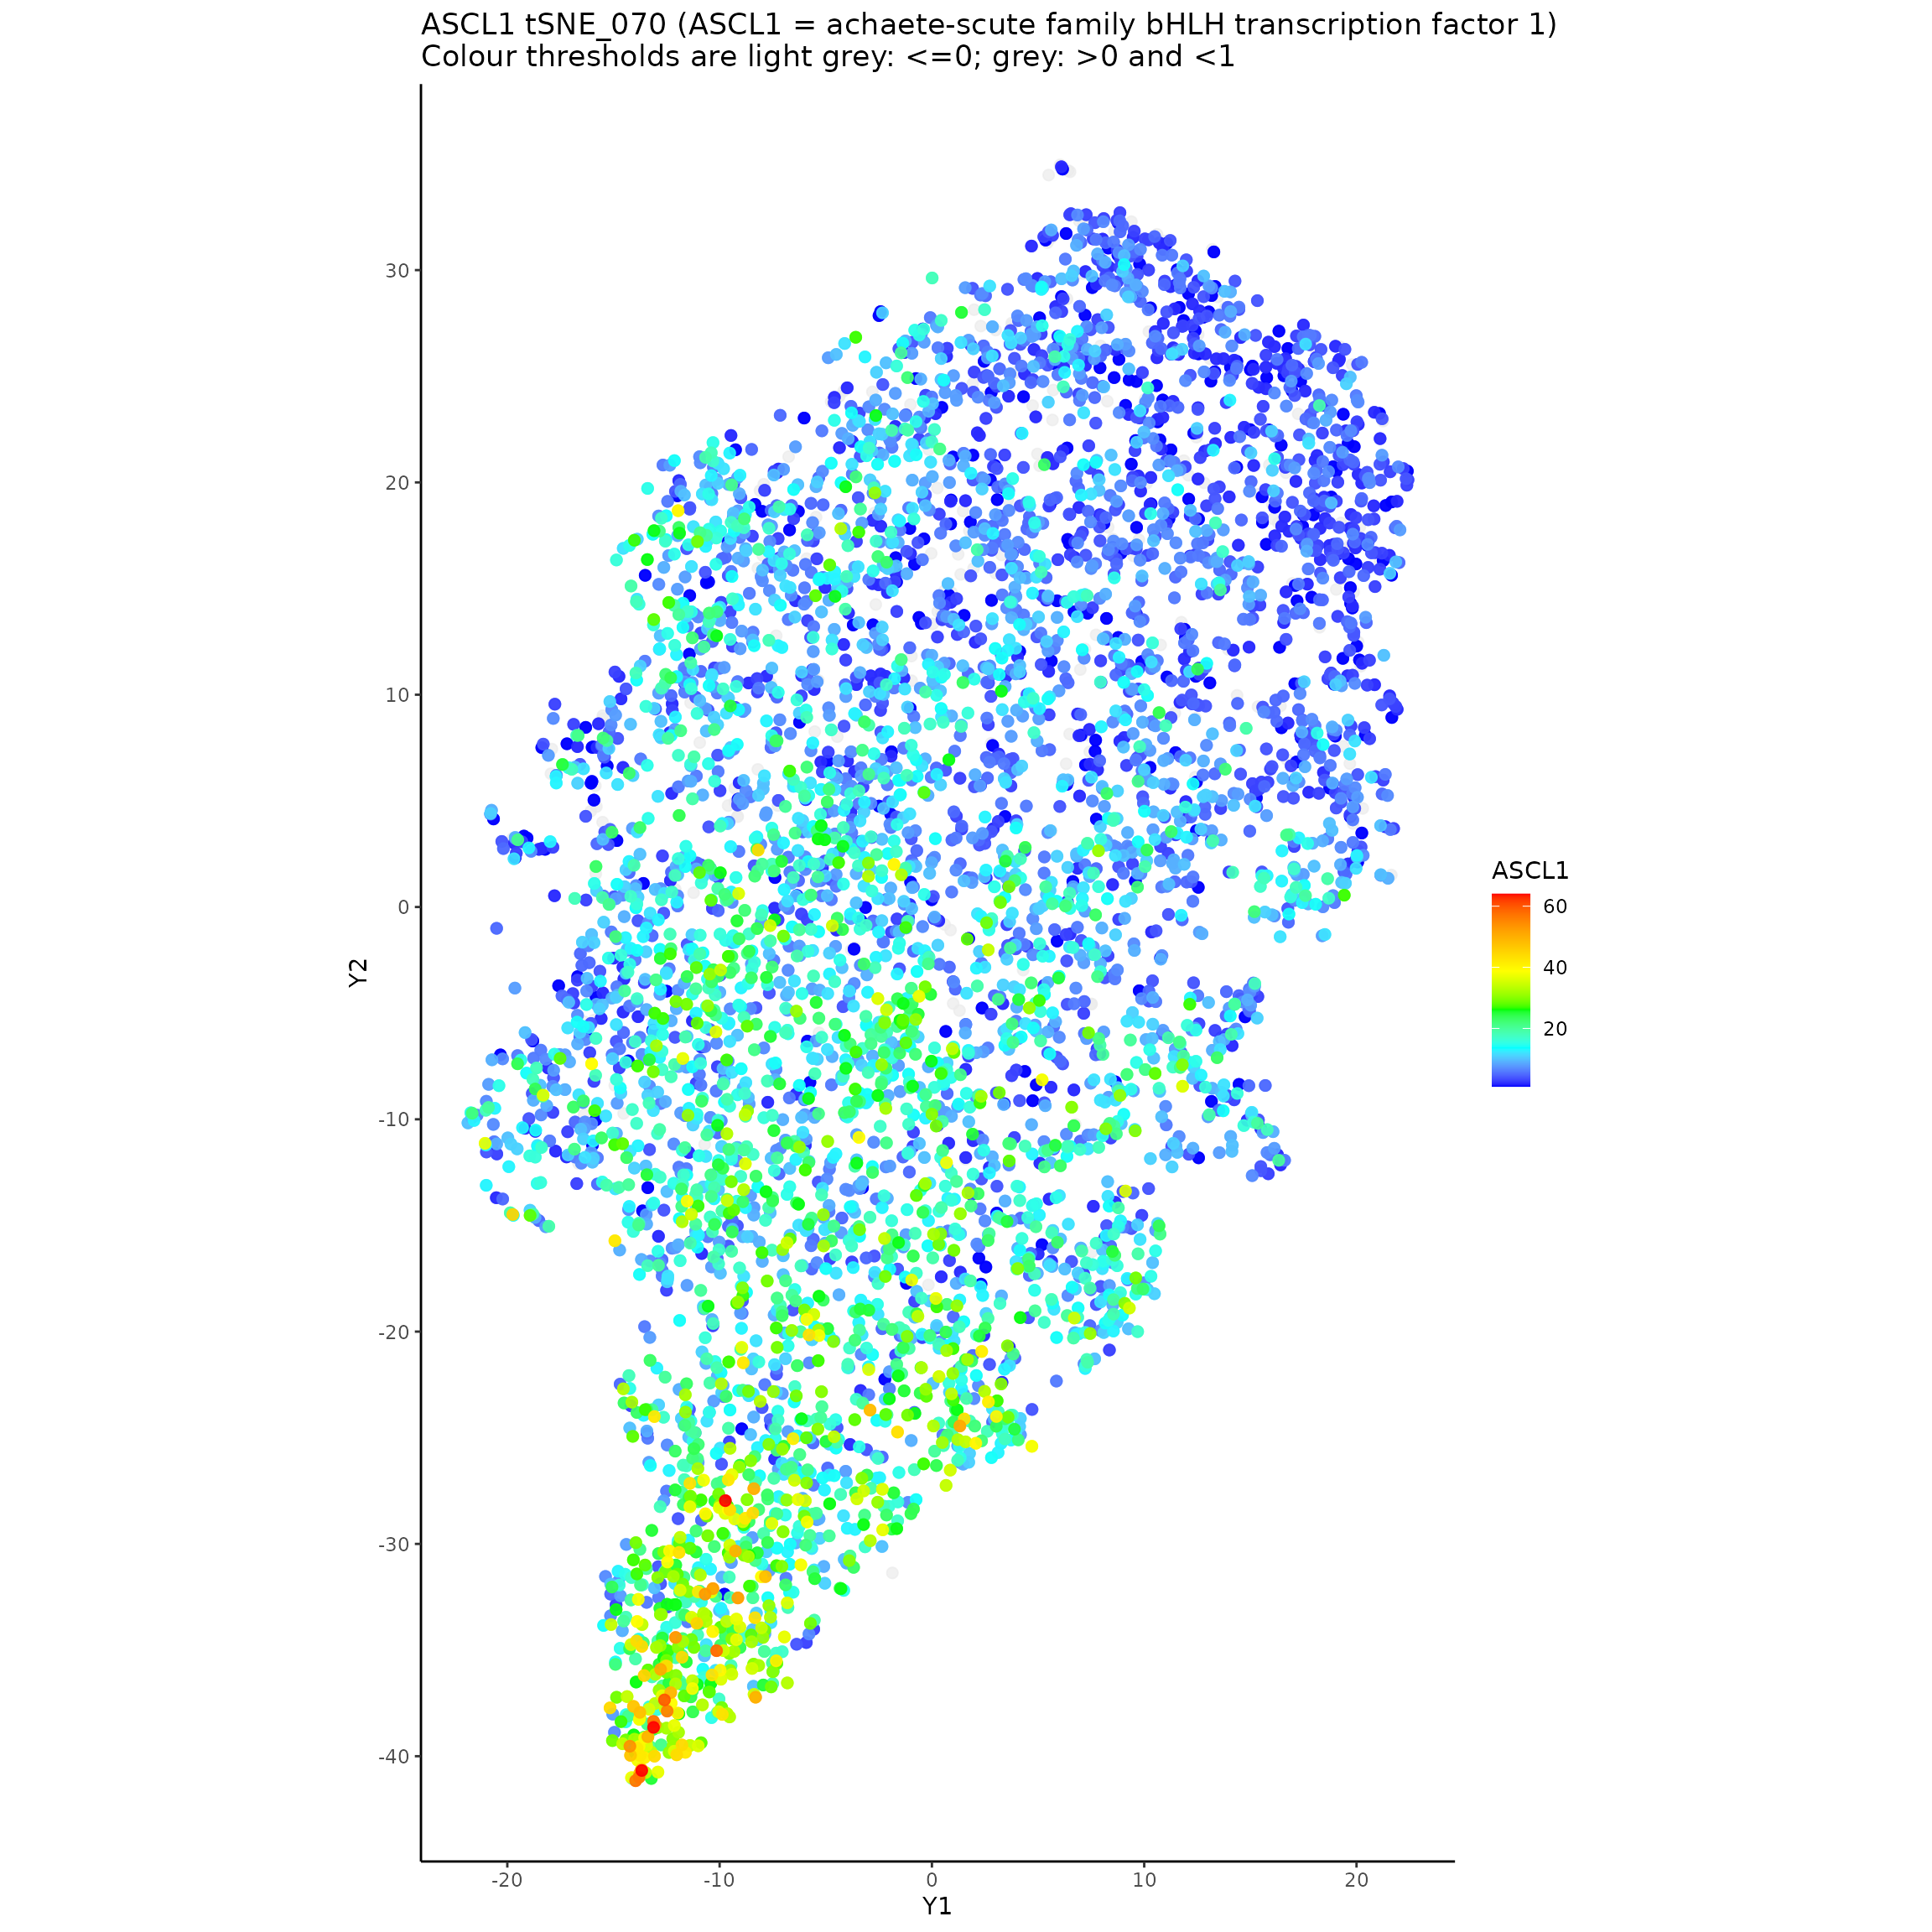 ASCL1 tSNE_070 (ASCL1 = achaete-scute family bHLH transcription factor 1)
Colour thresholds are light grey: <=0; grey: >0 and <1
30
20
10
0
-10
-20
-30
-40
Y2
-20 -10 0 10 20
Y1
ASCL1
60
40
20